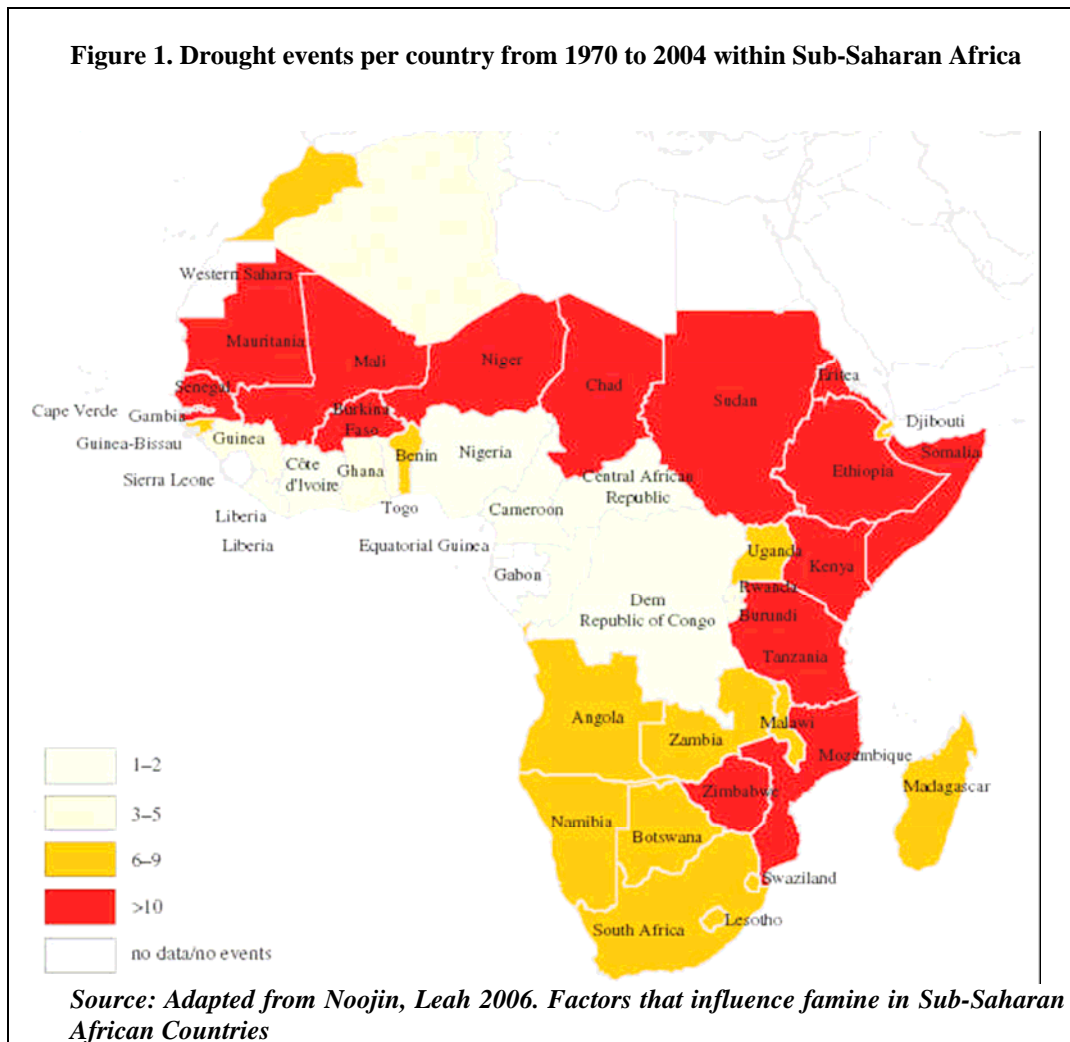 Figure 1. Drought events per country from 1970 to 2004 within Sub-Saharan Africa
Western Sahara
Mauritania
Mali
Niger
Chad
Sudan
Eritea
Senegal
Cape Verde
Gambia
Burkina
Faso
Djibouti
Guinea-Bissau
Guinea
Benin
Nigeria
Ethiopia
Somalia
Sierra Leone
Côte
d'Ivoire
Ghana
Central African
Republic
Liberia
Togo
Cameroon
Liberia
Equatorial Guinea
Uganda
Kenya
Gabon
Rwanda
Dem
Republic of Congo
Burundi
Tanzania
Angola
Zambia
Malawi
Mozambique
Zimbabwe
Madagascar
Namibia
Botswana
Swaziland
Lesotho
South Africa
1–2
3–5
6–9
>10
no data/no events
Source: Adapted from Noojin, Leah 2006. Factors that influence famine in Sub-Saharan
African Countries